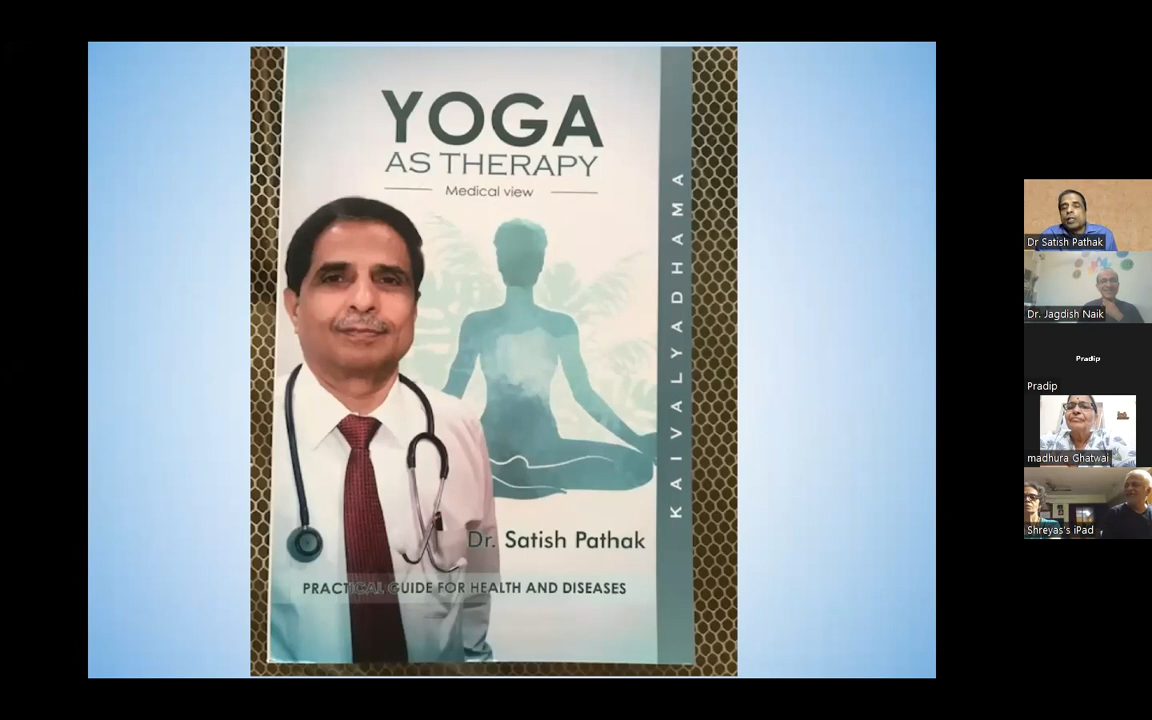 YOGA
AS THERAPY
Medical view
KAIVALYADHAMA
Dr. Satish Pathak
PRACTICAL GUIDE FOR HEALTH AND DISEASES
Dr Satish Pathak
Dr. Jagdish Naik
Pradip
Pradip
madhura Ghatwai
Shreyas's iPad